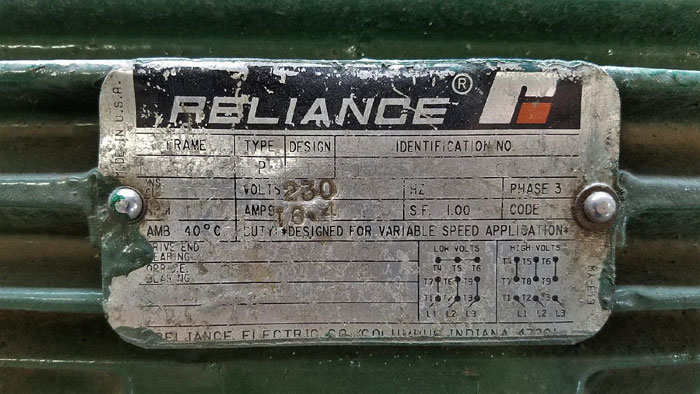 MADE IN U.S.A.
RELIANCE ®
FRAME TYPE DESIGN IDENTIFICATION NO.
P
VOLTS 230 HZ PHASE 3
AMPS 16.4 S.F. 1.00 CODE
AMB 40°C DUTY: *DESIGNED FOR VARIABLE SPEED APPLICATION*
DRIVE END
BEARING
BEARING
LOW VOLTS HIGH VOLTS
T4 T5 T6 T4 T5 T6
T7 T8 T9 T7 T8 T9
T1 T2 T3 T1 T2 T3
L1 L2 L3 L1 L2 L3
RELIANCE ELECTRIC CO. COLUMBUS, INDIANA